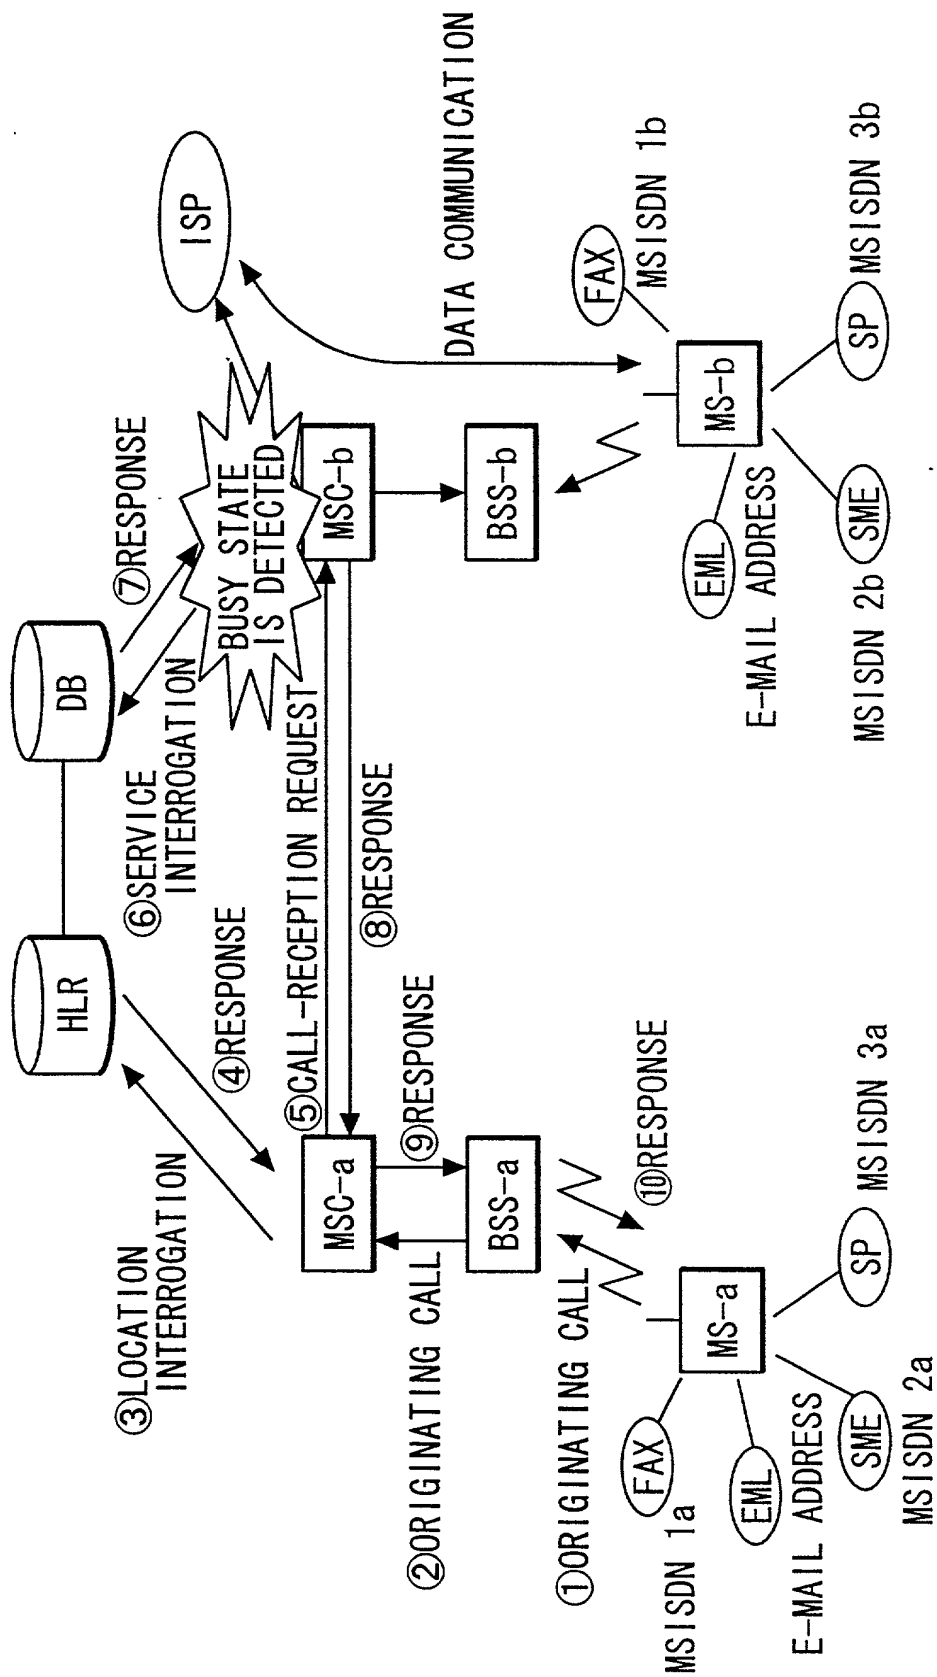 HLR
DB
③LOCATION
INTERROGATION
④RESPONSE
⑥SERVICE
INTERROGATION
⑦RESPONSE
ISP
BUSY STATE
IS DETECTED
⑤CALL-RECEPTION REQUEST
MSC-a
MSC-b
⑧RESPONSE
②ORIGINATING CALL
⑨RESPONSE
DATA COMMUNICATION
BSS-a
BSS-b
①ORIGINATING CALL
⑩RESPONSE
FAX
MSISDN 1a
MS-a
EML
E-MAIL ADDRESS
SME
MSISDN 2a
SP
MSISDN 3a
FAX
MSISDN 1b
MS-b
EML
E-MAIL ADDRESS
SME
MSISDN 2b
SP
MSISDN 3b